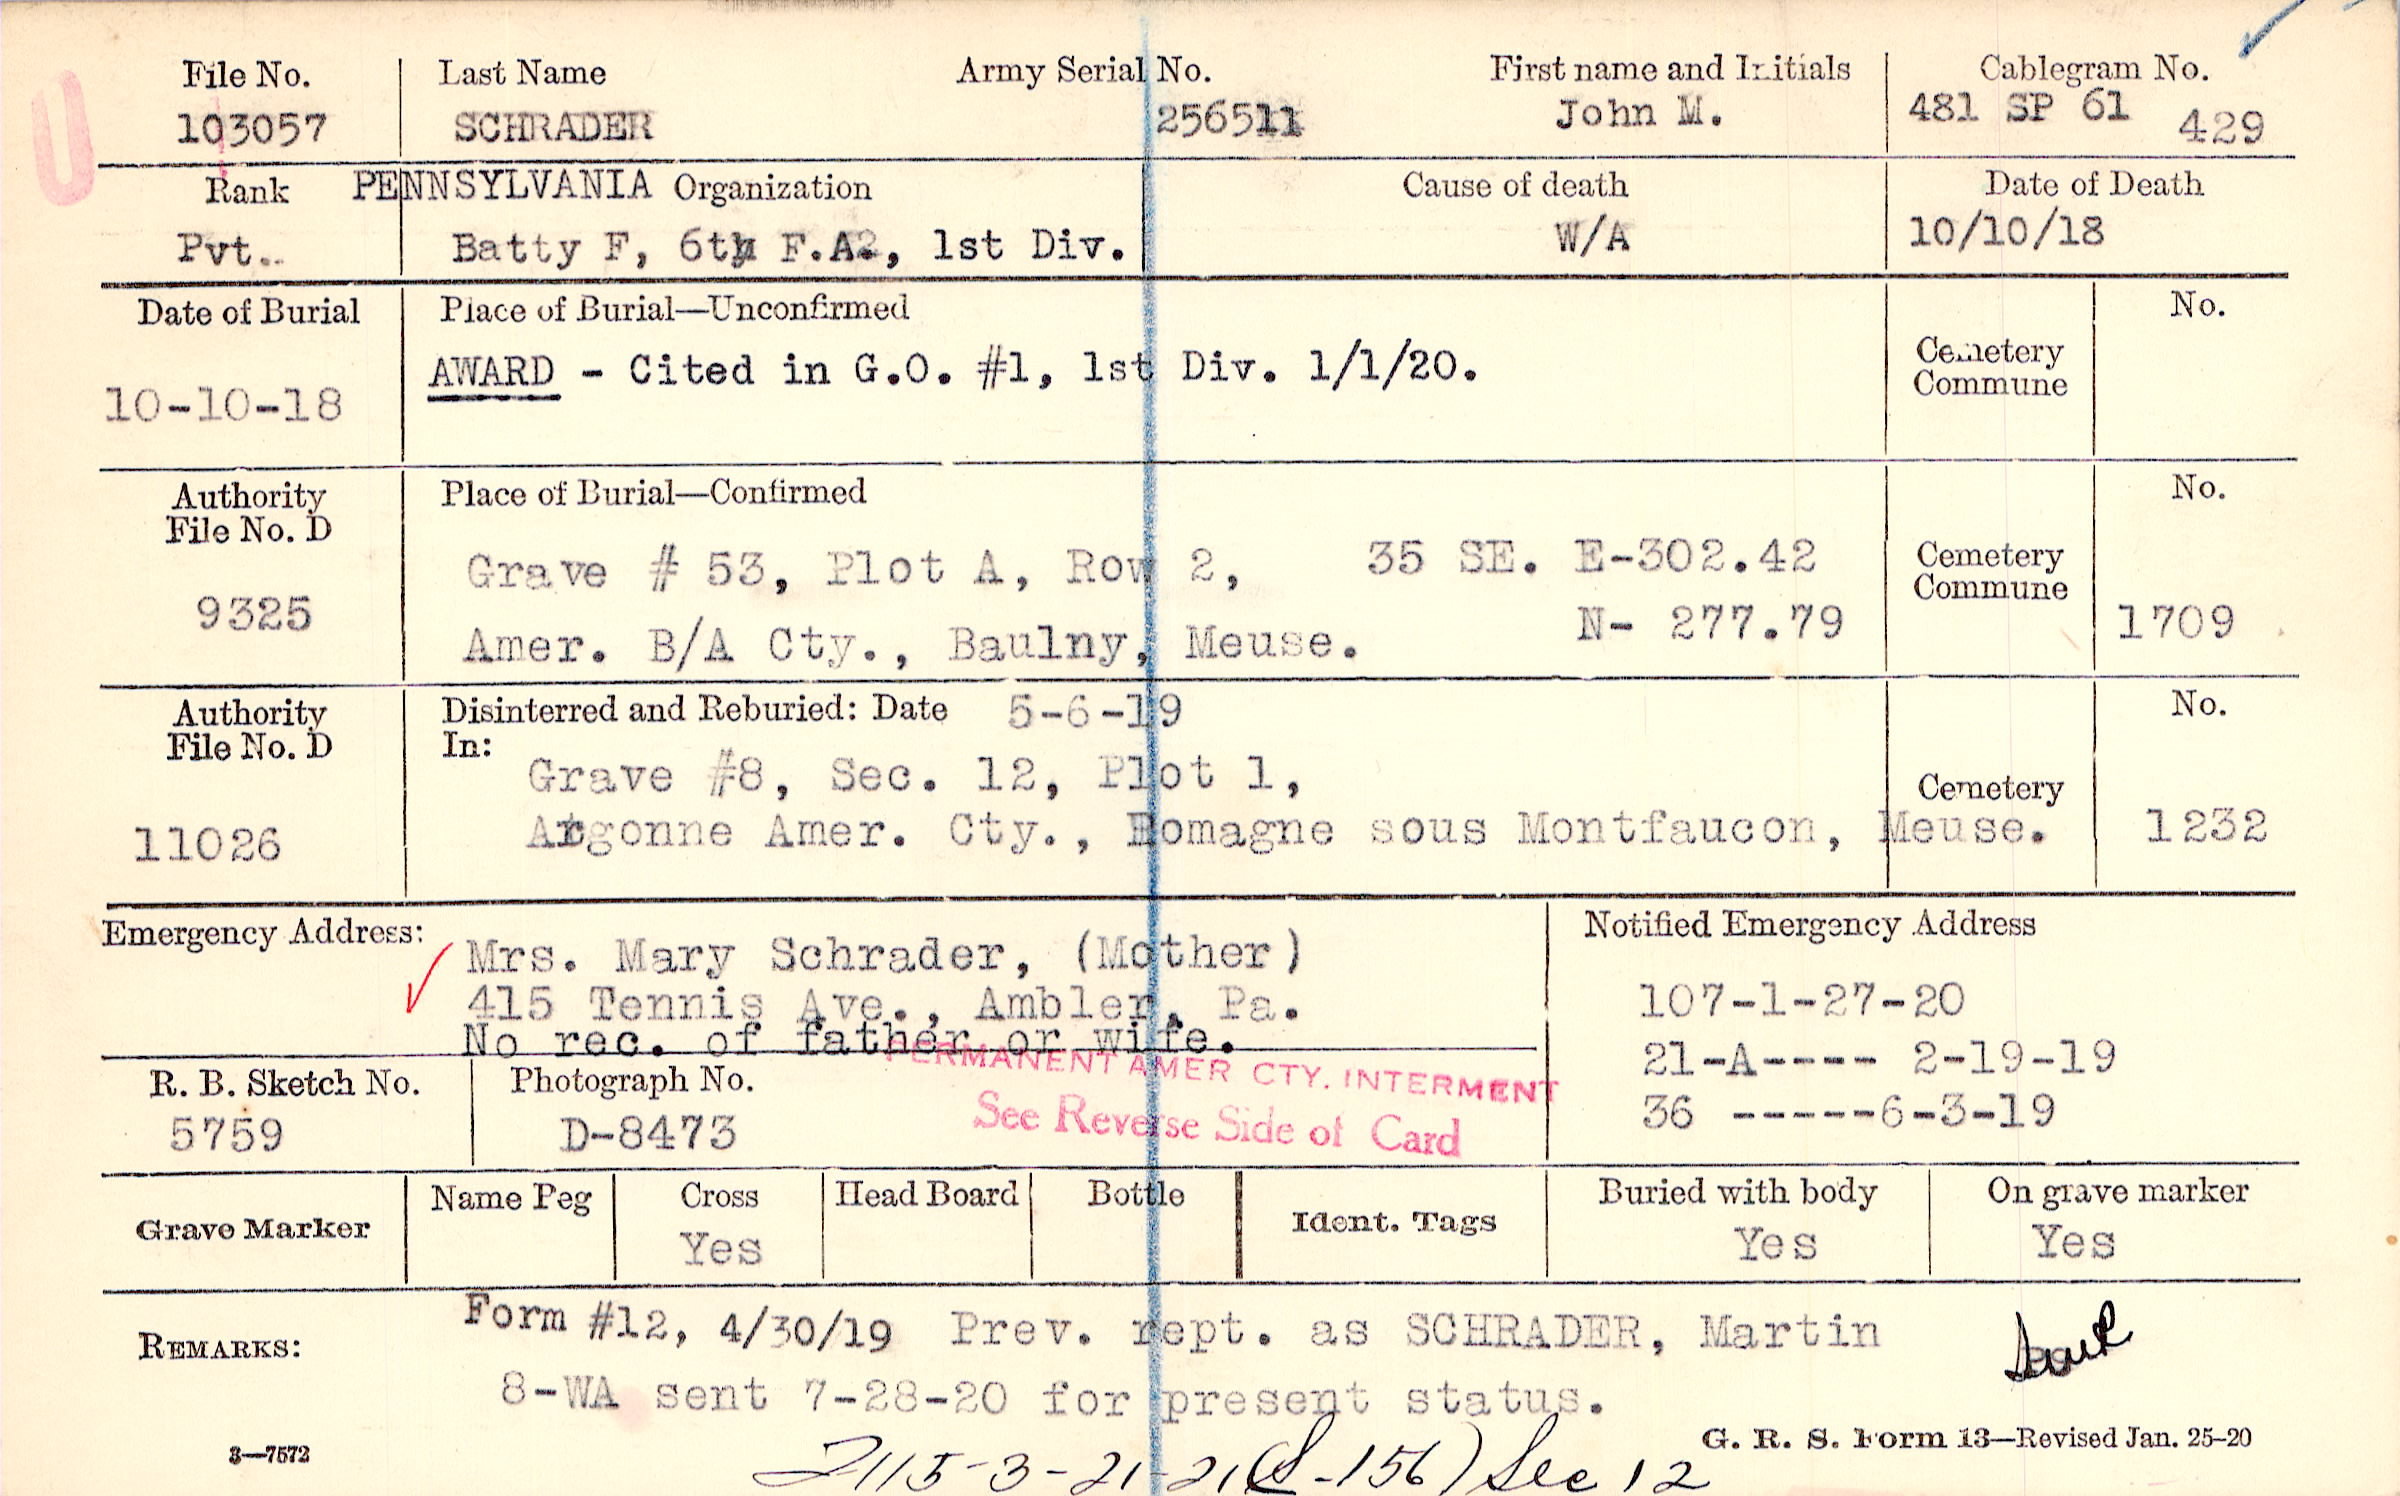 File No. Last Name Army Serial No. First name and Initials Cablegram No.
103057 SCHRADER 256511 John M. 481 SP 61 429
Rank PENNSYLVANIA Organization Cause of death Date of Death
Pvt. Batty F, 6th F.A., 1st Div. W/A 10/10/18
Date of Burial Place of Burial—Unconfirmed No.
AWARD - Cited in G.O. #1, 1st Div. 1/1/20. Cemetery
Commune
10-10-18
Authority Place of Burial—Confirmed No.
File No. D
Grave # 53, Plot A, Row 2, 35 SE. E-302.42 Cemetery
Commune
9325 N- 277.79 1709
Amer. B/A Cty., Baulny, Meuse.
Authority Disinterred and Reburied: Date 5-6-19 No.
File No. D In:
Grave #8, Sec. 12, Plot 1, Cemetery
11026 Argonne Amer. Cty., Romagne sous Montfaucon, Meuse. 1232
Emergency Address: Notified Emergency Address
Mrs. Mary Schrader, (Mother)
415 Tennis Ave., Ambler, Pa. 107-1-27-20
No rec. of father or wife.
PERMANENT AMER CTY. INTERMENT 21-A---- 2-19-19
R. B. Sketch No. Photograph No. See Reverse Side of Card 36 -----6-3-19
5759 D-8473
Grave Marker Name Peg Cross Head Board Bottle Ident. Tags Buried with body On grave marker
Yes Yes Yes
REMARKS: Form #12, 4/30/19 Prev. rept. as SCHRADER, Martin
8-WA sent 7-28-20 for present status.
3—7572 G. R. S. Form 13—Revised Jan. 25-20
2115-3-21-21(S-156) Sec 12
U